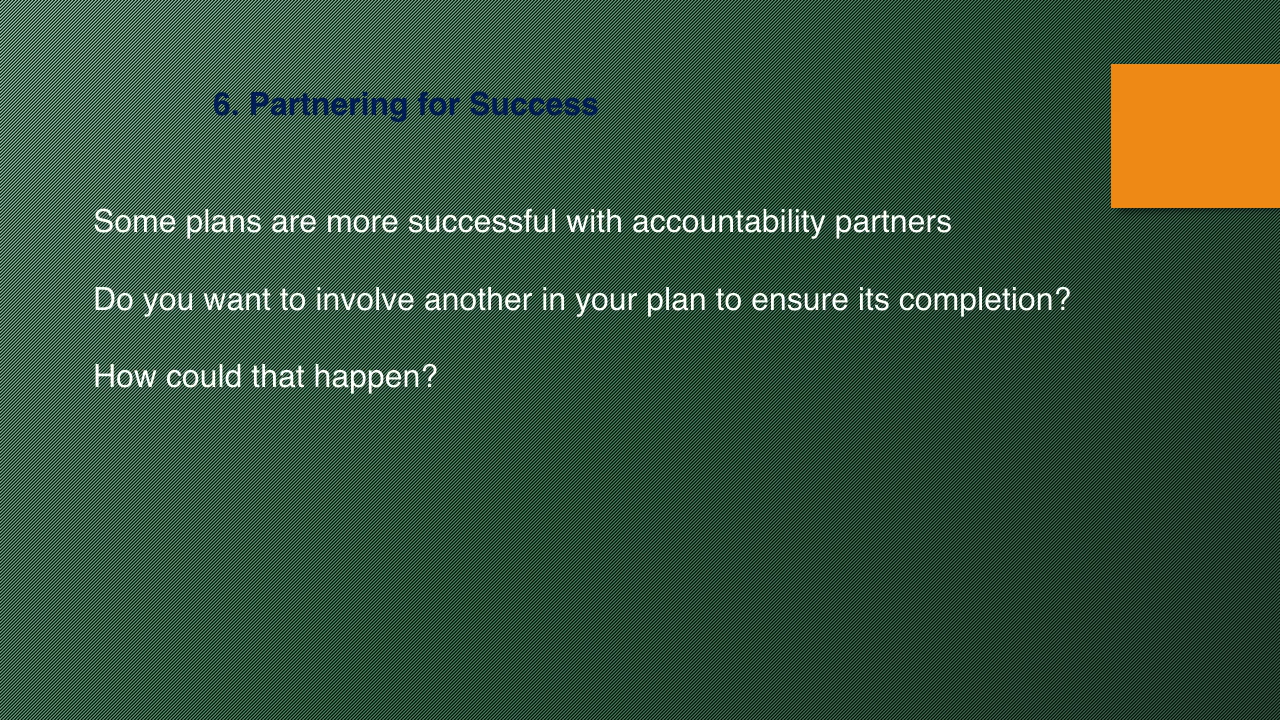 6. Partnering for Success
Some plans are more successful with accountability partners
Do you want to involve another in your plan to ensure its completion?
How could that happen?